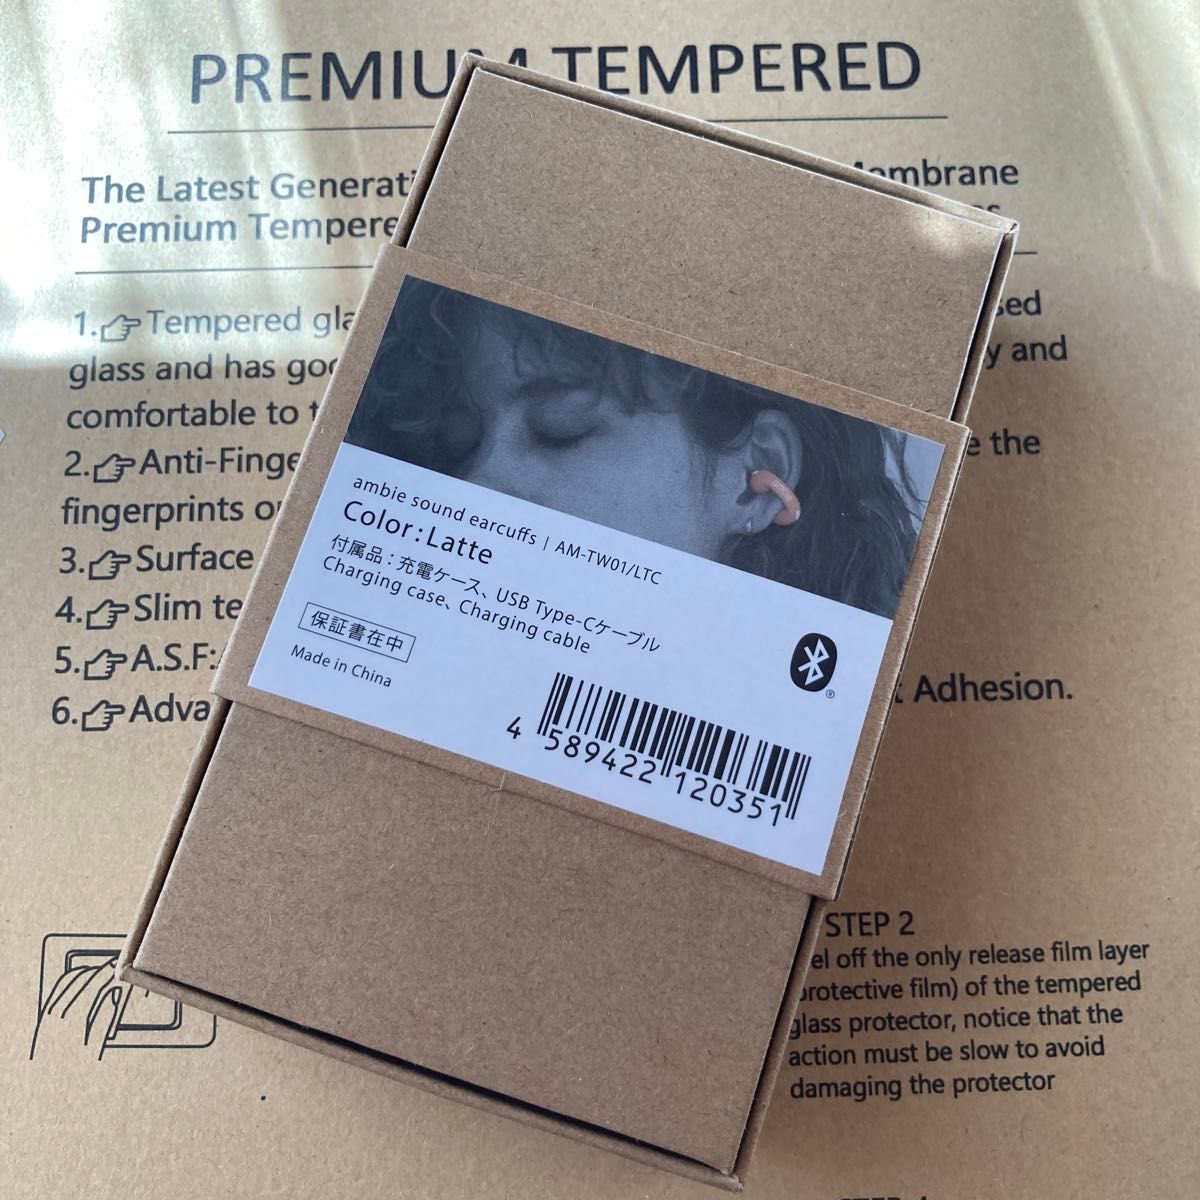 PREMIUM TEMPERED
The Latest Generati
Membrane
Premium Tempere
1.👉Tempered gla
glass and has goo
y and
comfortable to
2.👉Anti-Finge
e the
fingerprints o
3.👉Surface
4.👉Slim te
5.👉A.S.F:
6.👉Adva
Adhesion.
ambie
ambie sound earcuffs | AM-TW01/LTC
Color:Latte
付属品:充電ケース、USB Type-Cケーブル
Charging case、Charging cable
保証書在中
Made in China
®
4 589422 120351
STEP 2
el off the only release film layer
protective film) of the tempered
glass protector, notice that the
action must be slow to avoid
damaging the protector